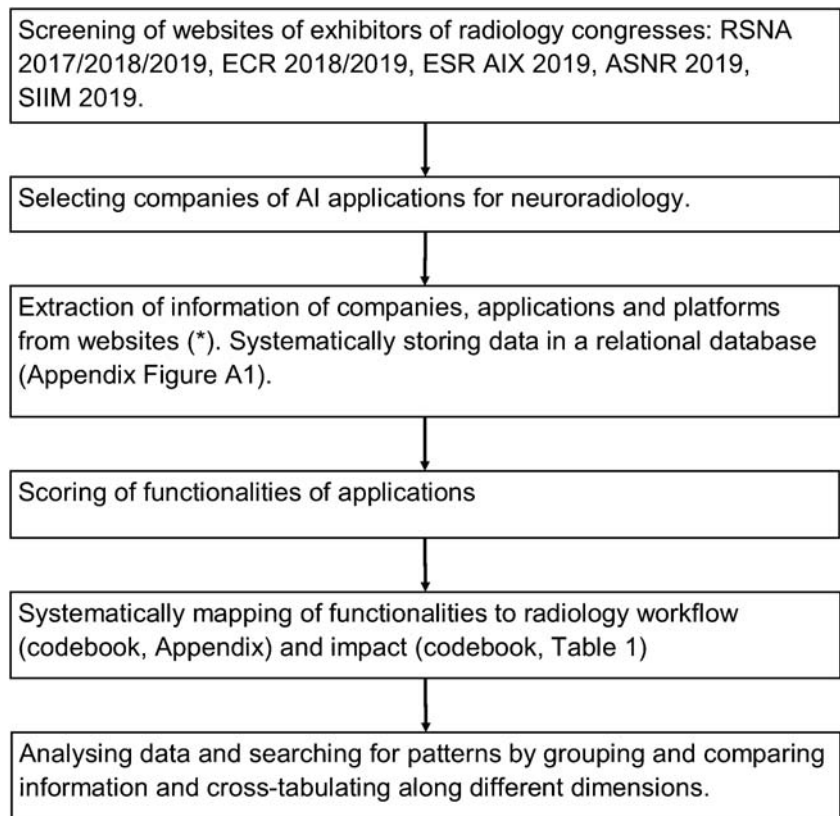 Screening of websites of exhibitors of radiology congresses: RSNA
2017/2018/2019, ECR 2018/2019, ESR AIX 2019, ASNR 2019,
SIIM 2019.
Selecting companies of AI applications for neuroradiology.
Extraction of information of companies, applications and platforms
from websites (*). Systematically storing data in a relational database
(Appendix Figure A1).
Scoring of functionalities of applications
Systematically mapping of functionalities to radiology workflow
(codebook, Appendix) and impact (codebook, Table 1)
Analysing data and searching for patterns by grouping and comparing
information and cross-tabulating along different dimensions.